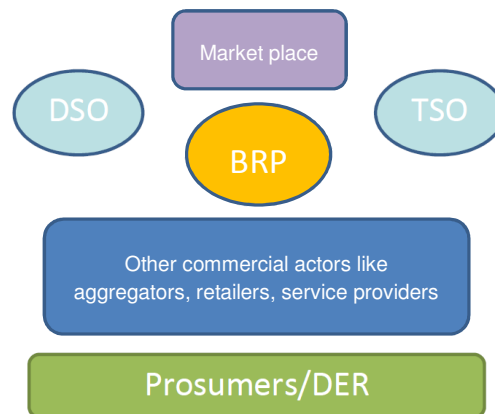 Market place
DSO
TSO
BRP
Other commercial actors like
aggregators, retailers, service providers
Prosumers/DER